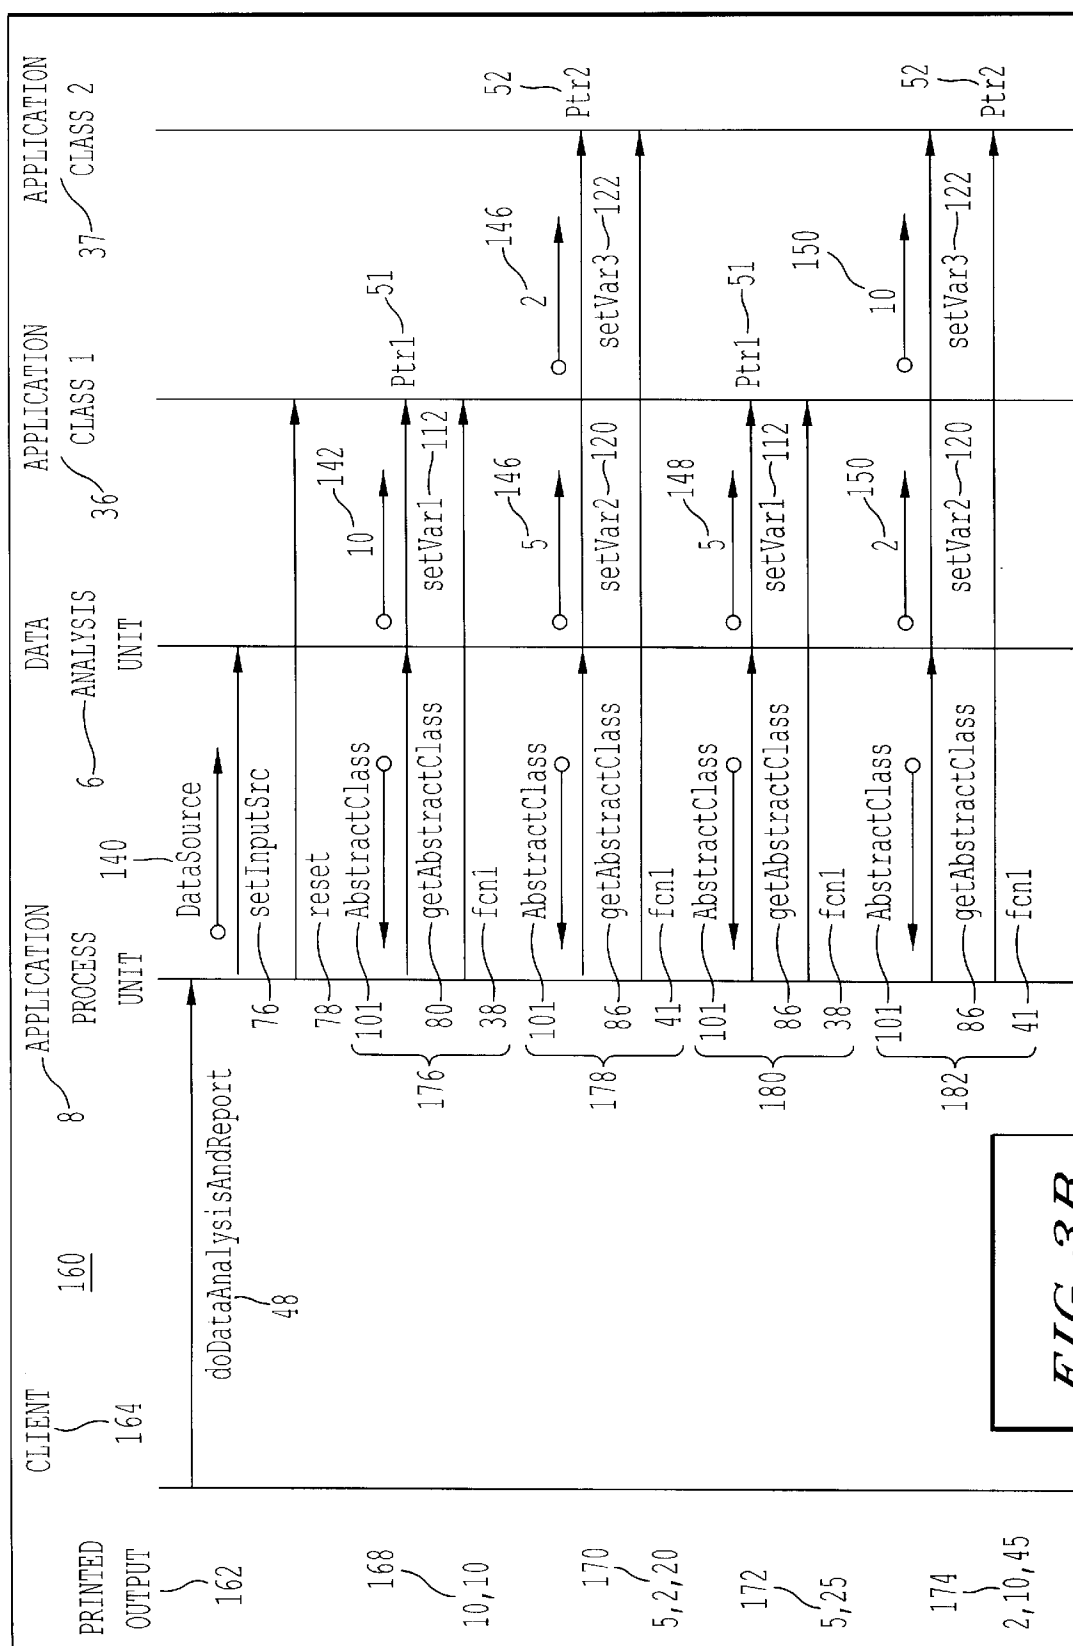 PRINTED
OUTPUT
162
CLIENT
164
160
8 APPLICATION
PROCESS
UNIT
DATA
6 ANALYSIS
UNIT
APPLICATION
36 CLASS 1
APPLICATION
37 CLASS 2
doDataAnalysisAndReport
48
140
DataSource
setInputSrc
76
reset
78
168
10,10
176
101 AbstractClass
getAbstractClass
80
fcn1
38
10 142
setVar1 112
Ptr1 51
170
5,2,20
178
101 AbstractClass
getAbstractClass
86
fcn1
41
5 146
setVar2 120
2 146
setVar3 122
52
Ptr2
172
5,25
180
101 AbstractClass
getAbstractClass
86
fcn1
38
5 148
setVar1 112
Ptr1 51
174
2,10,45
182
101 AbstractClass
getAbstractClass
86
fcn1
41
2 150
setVar2 120
10 150
setVar3 122
52
Ptr2
FIG. 3B